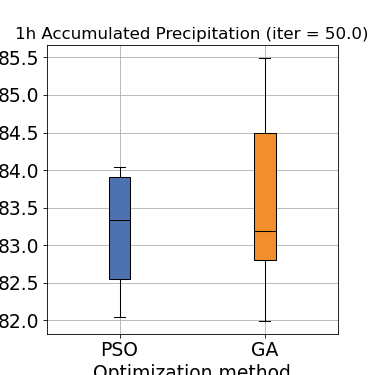 1h Accumulated Precipitation (iter = 50.0)
85.5
85.0
84.5
84.0
83.5
83.0
82.5
82.0
PSO GA
Optimization method